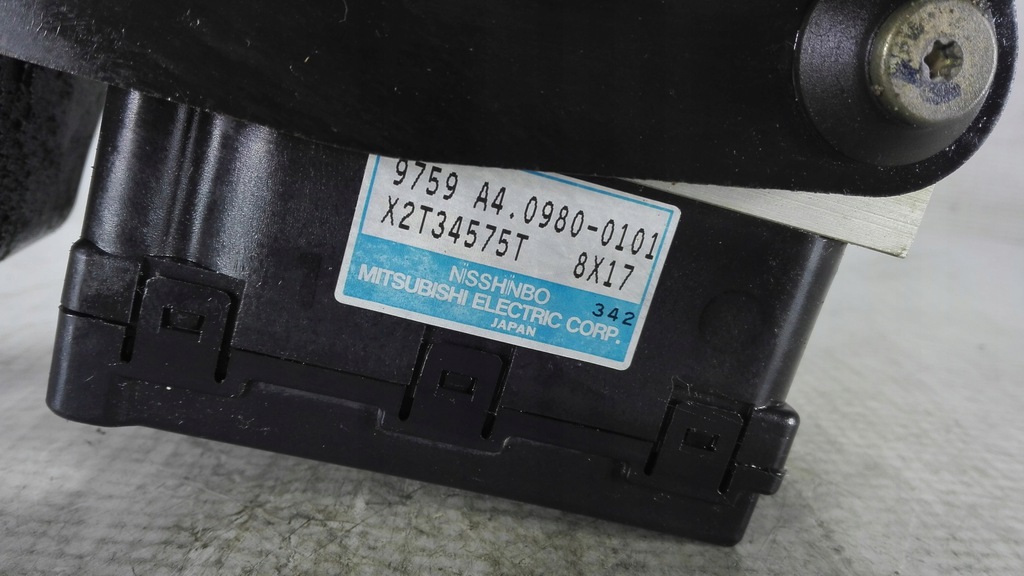 9759 A4.0980-0101
X2T34575T 8X17
NiSSHiNBO 342
MITSUBISHI ELECTRIC CORP.
JAPAN